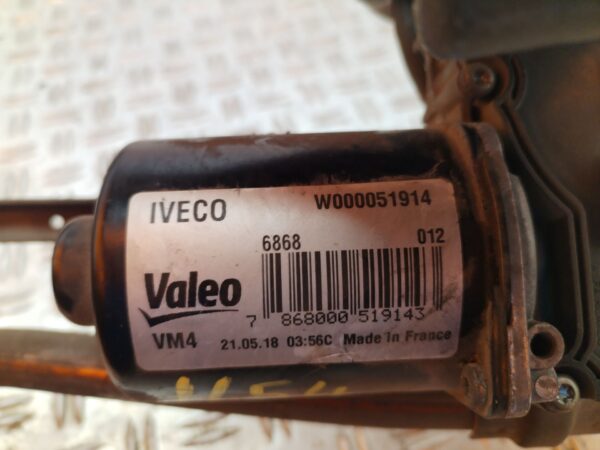 IVECO W000051914
6868 012
Valeo
7 868000 519143
VM4 21.05.18 03:56C Made in France